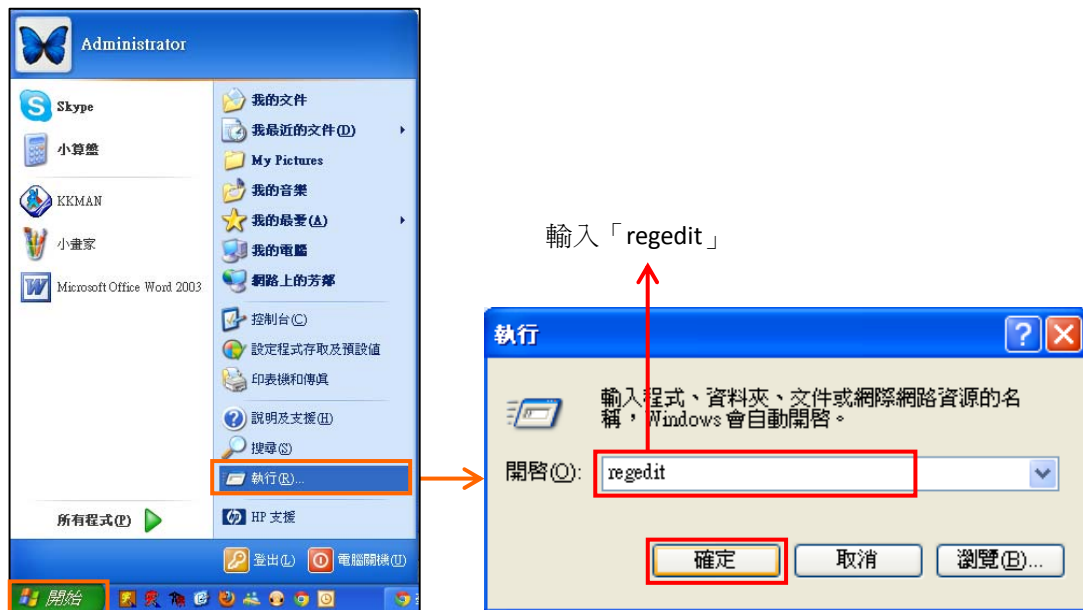 Administrator
Skype
小算盤
KKMAN
小畫家
Microsoft Office Word 2003
所有程式(P)
我的文件
我最近的文件(D)
My Pictures
我的音樂
我的最愛(A)
我的電腦
網路上的芳鄰
控制台(C)
設定程式存取及預設值
印表機和傳真
說明及支援(H)
搜尋(S)
執行(R)...
HP 支援
登出(L)
電腦關機(U)
開始
輸入「regedit」
執行
輸入程式、資料夾、文件或網際網路資源的名
稱，Windows 會自動開啓。
開啓(O):
regedit
確定
取消
瀏覽(B)...